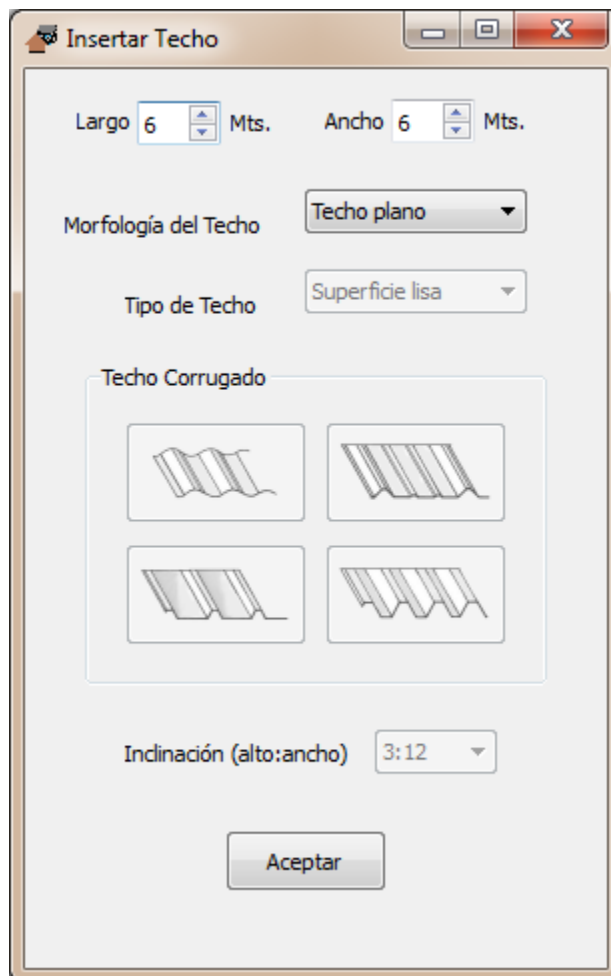 Insertar Techo
Largo 6 Mts. Ancho 6 Mts.
Morfología del Techo Techo plano
Tipo de Techo Superficie lisa
Techo Corrugado
Inclinación (alto:ancho) 3:12
Aceptar